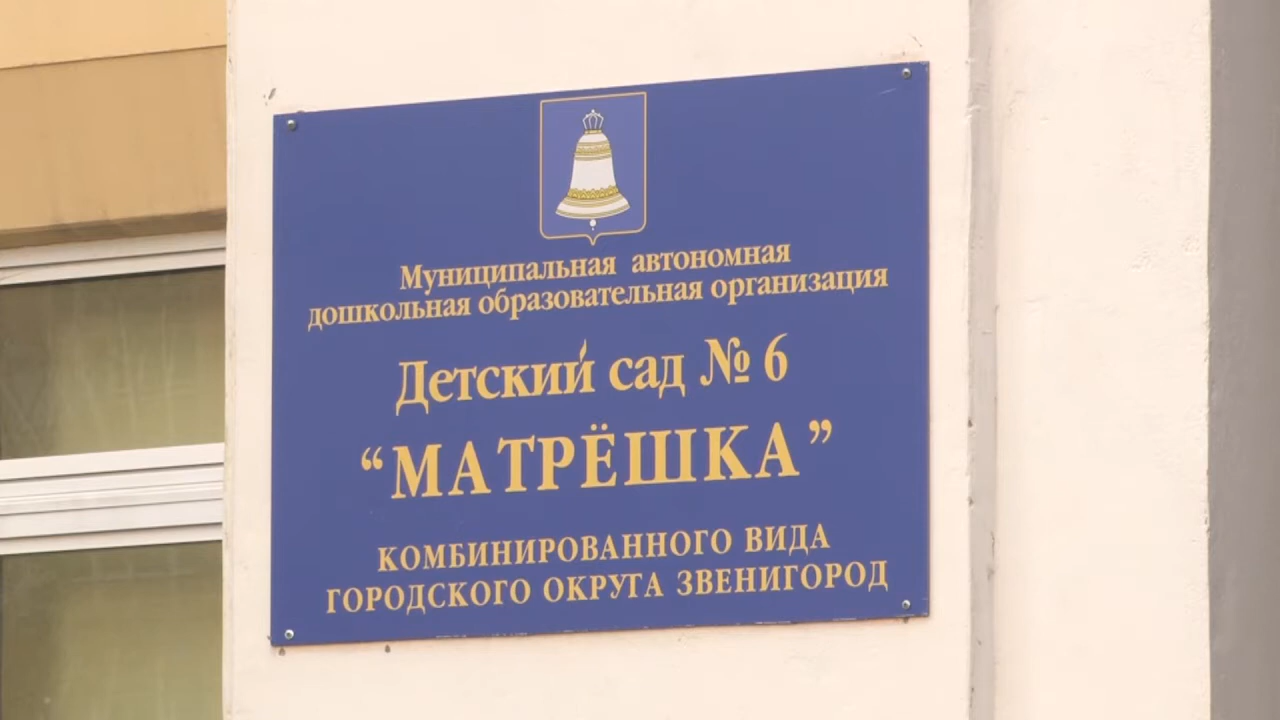 Муниципальная автономная
дошкольная образовательная организация
Детский сад № 6
“МАТРЁШКА”
КОМБИНИРОВАННОГО ВИДА
ГОРОДСКОГО ОКРУГА ЗВЕНИГОРОД